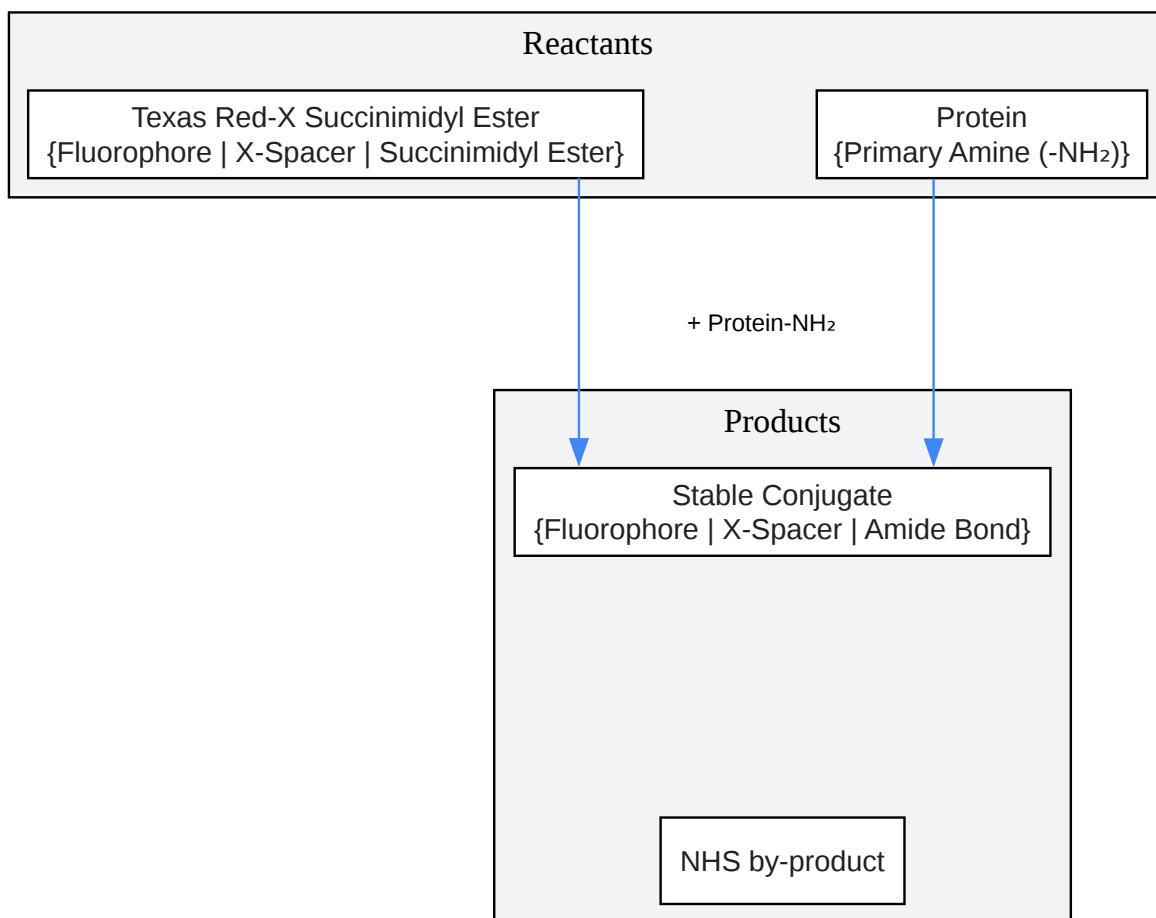 Reactants
Texas Red-X Succinimidyl Ester
{Fluorophore | X-Spacer | Succinimidyl Ester}
Protein
{Primary Amine (-NH₂)}
+ Protein-NH₂
Products
Stable Conjugate
{Fluorophore | X-Spacer | Amide Bond}
NHS by-product